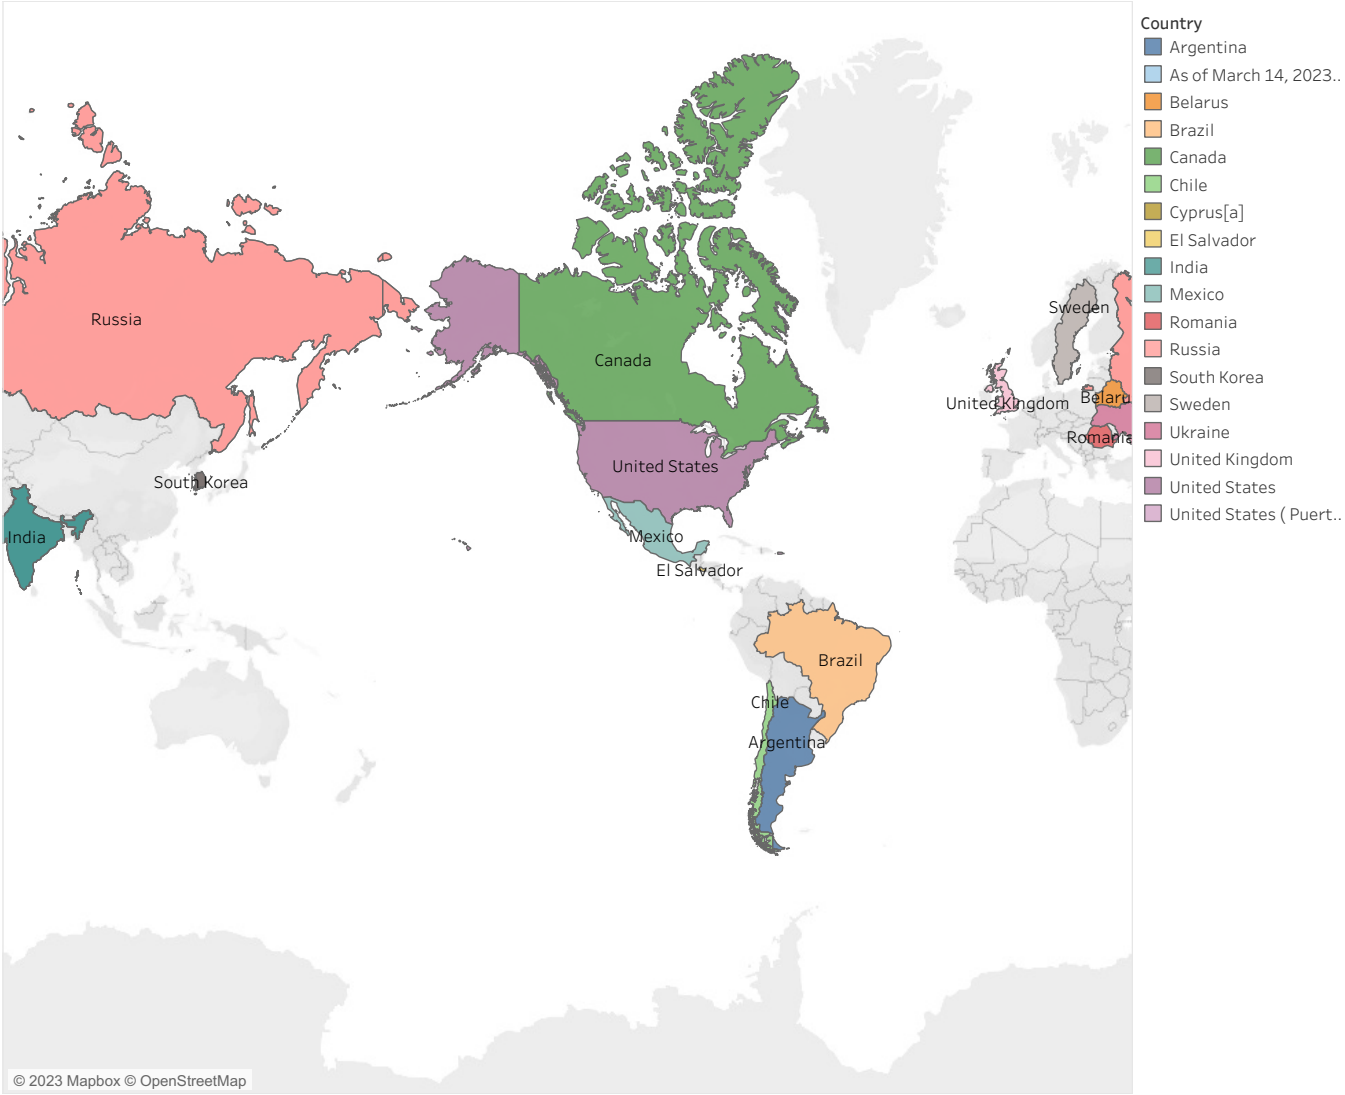 Russia
Canada
United States
Mexico
El Salvador
South Korea
India
Sweden
United Kingdom
Belaru
Romania
Brazil
Chile
Argentina
© 2023 Mapbox © OpenStreetMap
Country
Argentina
As of March 14, 2023..
Belarus
Brazil
Canada
Chile
Cyprus[a]
El Salvador
India
Mexico
Romania
Russia
South Korea
Sweden
Ukraine
United Kingdom
United States
United States ( Puert..